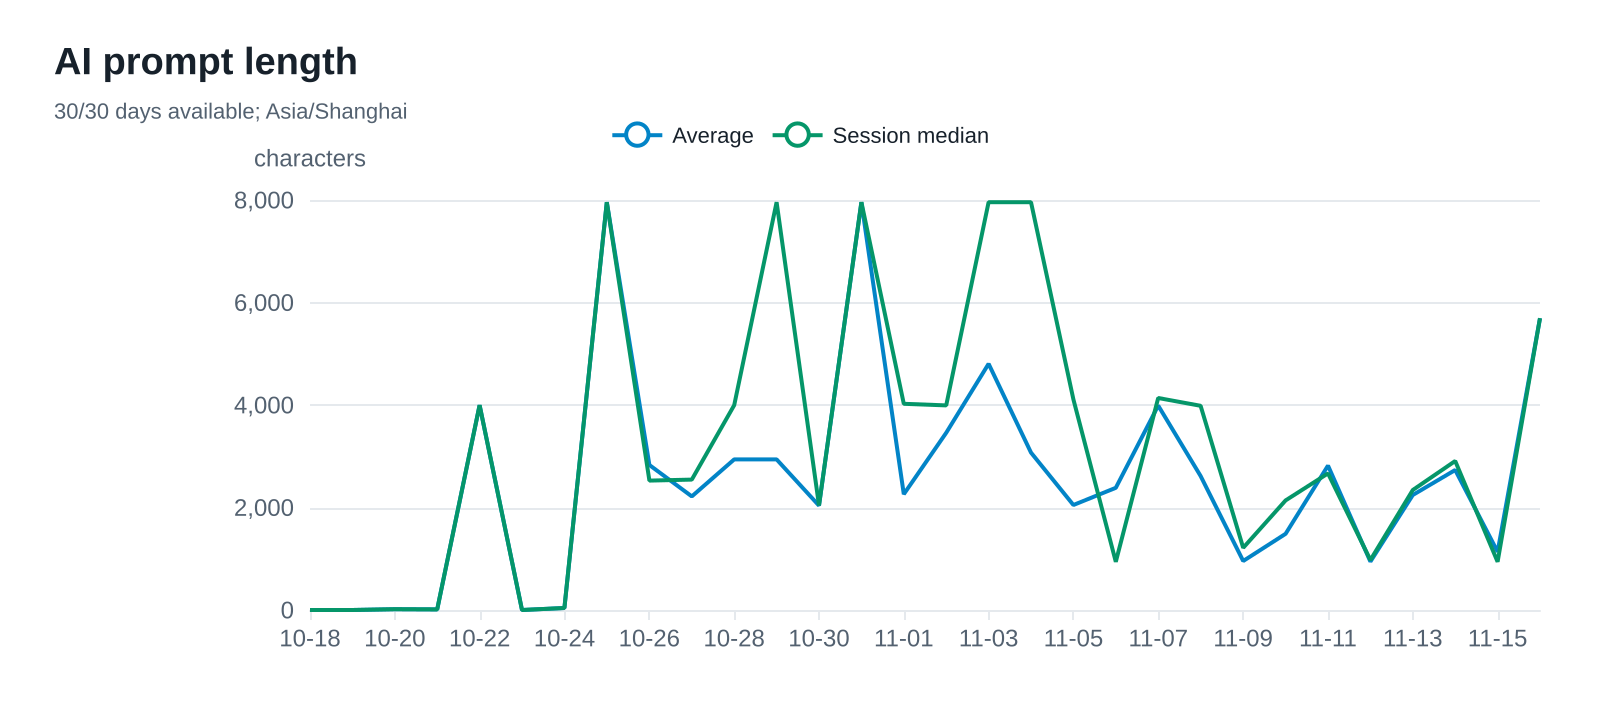 AI prompt length
30/30 days available; Asia/Shanghai
Average Session median
characters
8,000
6,000
4,000
2,000
0
10-18 10-20 10-22 10-24 10-26 10-28 10-30 11-01 11-03 11-05 11-07 11-09 11-11 11-13 11-15